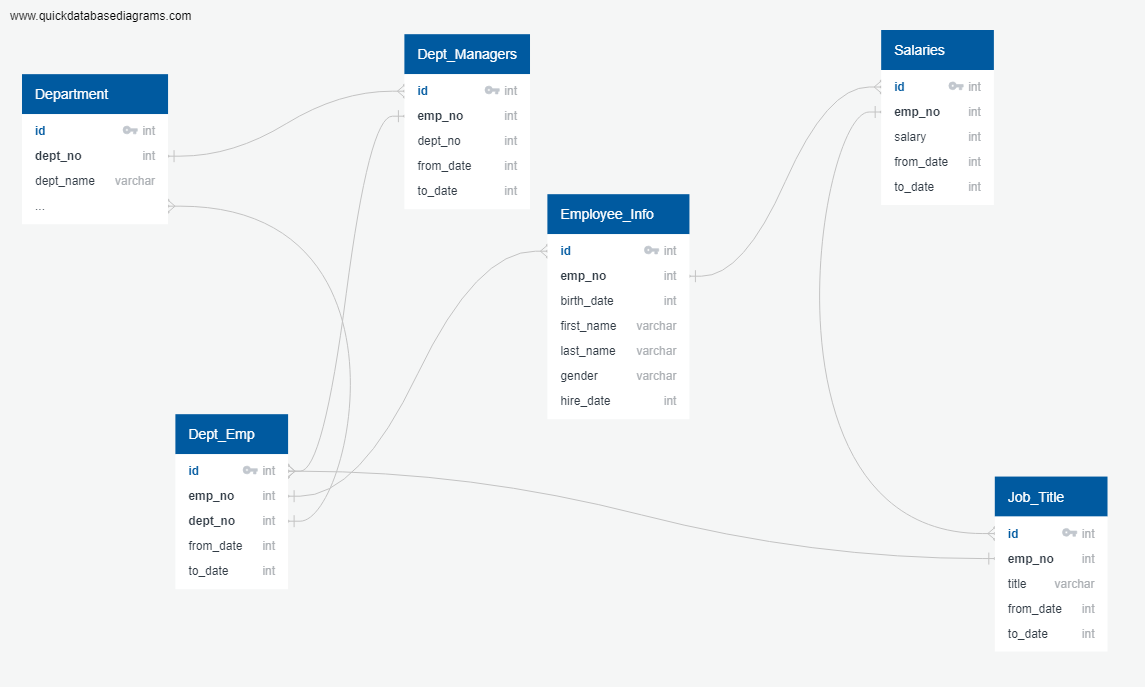 www.quickdatabasediagrams.com
Department
id int
dept_no int
dept_name varchar
...
Dept_Managers
id int
emp_no int
dept_no int
from_date int
to_date int
Salaries
id int
emp_no int
salary int
from_date int
to_date int
Employee_Info
id int
emp_no int
birth_date int
first_name varchar
last_name varchar
gender varchar
hire_date int
Dept_Emp
id int
emp_no int
dept_no int
from_date int
to_date int
Job_Title
id int
emp_no int
title varchar
from_date int
to_date int